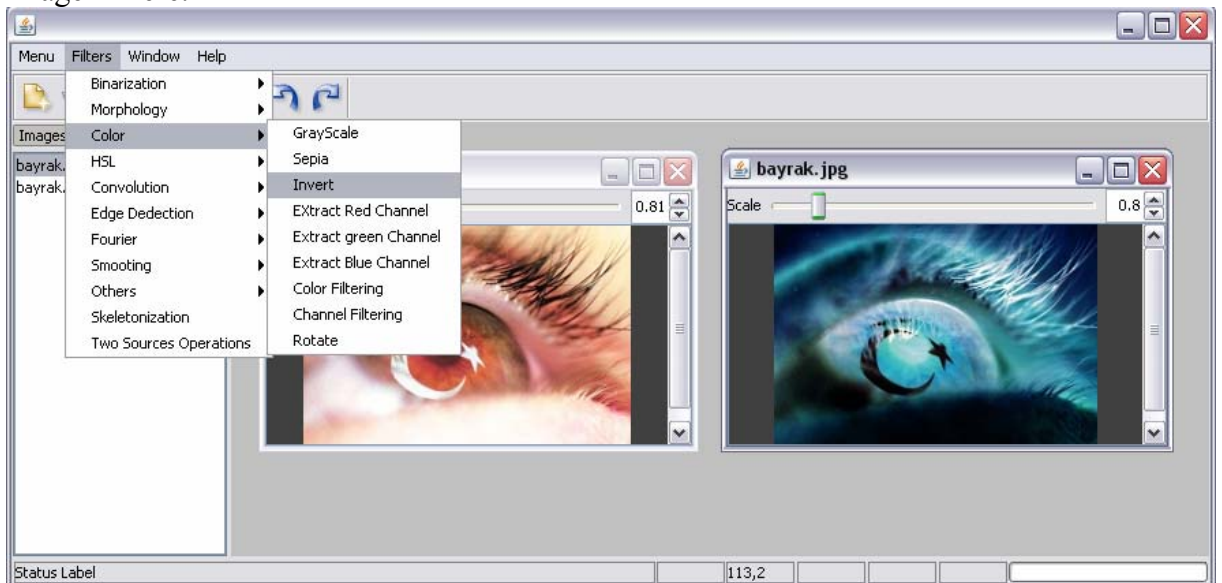 Menu Filters Window Help
Binarization
Morphology
Color
HSL
Convolution
Edge Dedection
Fourier
Smooting
Others
Skeletonization
Two Sources Operations
GrayScale
Sepia
Invert
EXtract Red Channel
Extract green Channel
Extract Blue Channel
Color Filtering
Channel Filtering
Rotate
Images
bayrak.
bayrak.
0.81
bayrak.jpg
Scale 0.8
Status Label 113,2